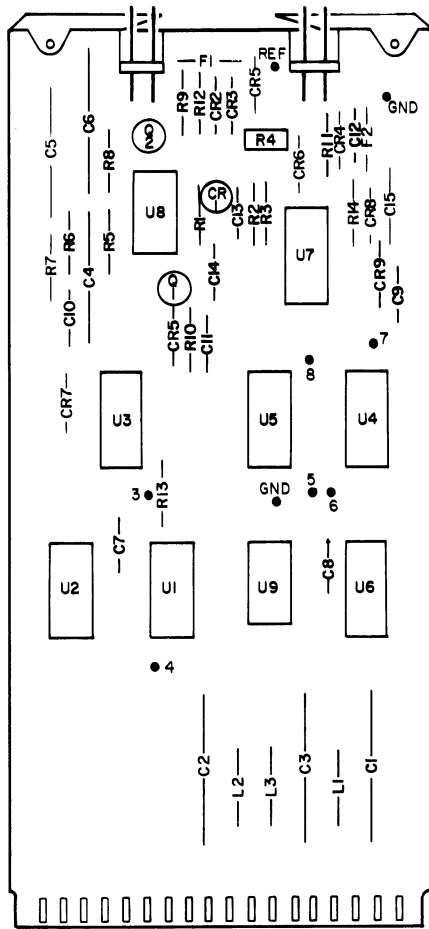 F1
REF
CR5
GND
R9
R12
CR2
CR3
C6
C5
R4
R11
CR4
C12
F2
Q2
R8
CR6
U8
CR
R1
C13
R2
R3
R14
CR8
C15
R7
R6
R5
C4
U7
C14
CR9
C9
Q
C10
CR5
R10
C11
7
8
CR7
U3
U5
U4
3
R13
GND
5
6
C7
C8
U2
U1
U9
U6
4
C2
L2
L3
C3
L1
C1